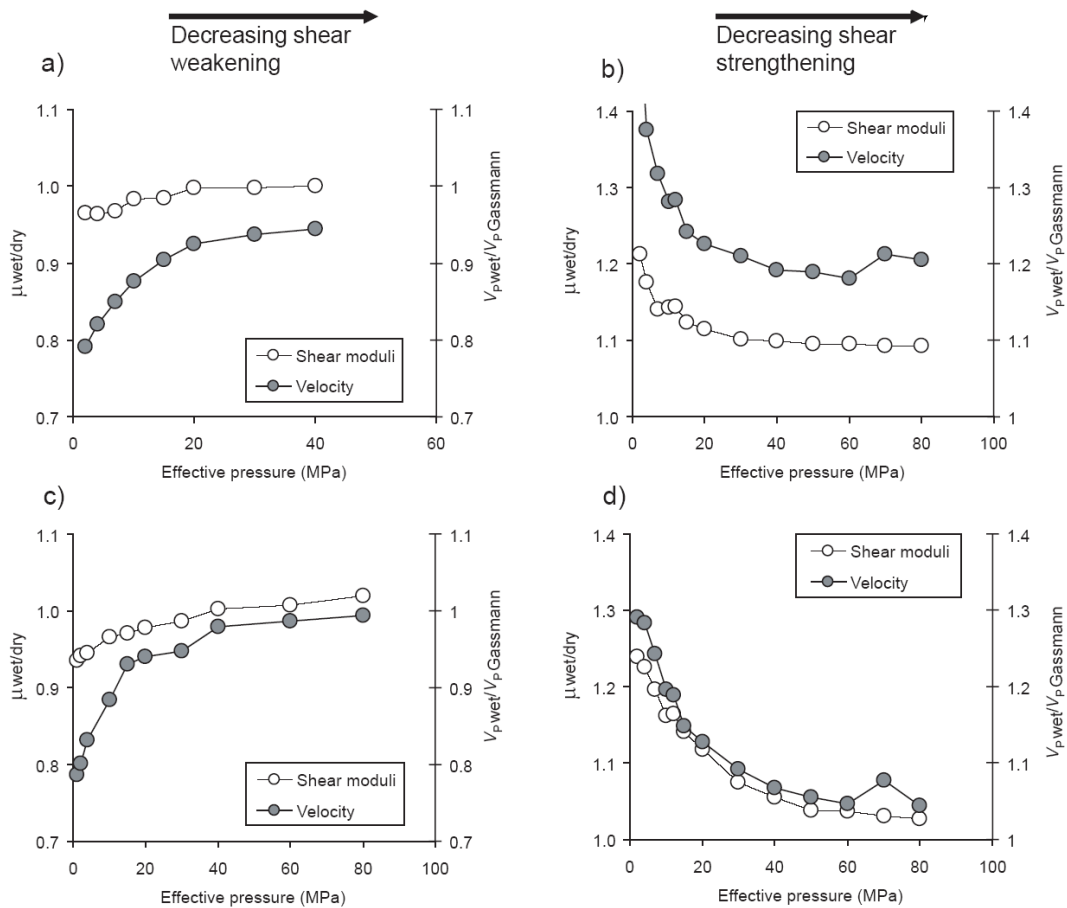 Decreasing shear
weakening
Decreasing shear
strengthening
a)
1.1
1.0
0.9
0.8
0.7
μwet/dry
1.1
1
0.9
0.8
0.7
VPwet/VPGassmann
Shear moduli
Velocity
0 20 40 60
Effective pressure (MPa)
b)
1.4
1.3
1.2
1.1
1.0
μwet/dry
1.4
1.3
1.2
1.1
1
VPwet/VPGassmann
Shear moduli
Velocity
0 20 40 60 80 100
Effective pressure (MPa)
c)
1.1
1.0
0.9
0.8
0.7
μwet/dry
1.1
1
0.9
0.8
0.7
VPwet/VPGassmann
Shear moduli
Velocity
0 20 40 60 80 100
Effective pressure (MPa)
d)
1.4
1.3
1.2
1.1
1.0
μwet/dry
1.4
1.3
1.2
1.1
1
VPwet/VPGassmann
Shear moduli
Velocity
0 20 40 60 80 100
Effective pressure (MPa)